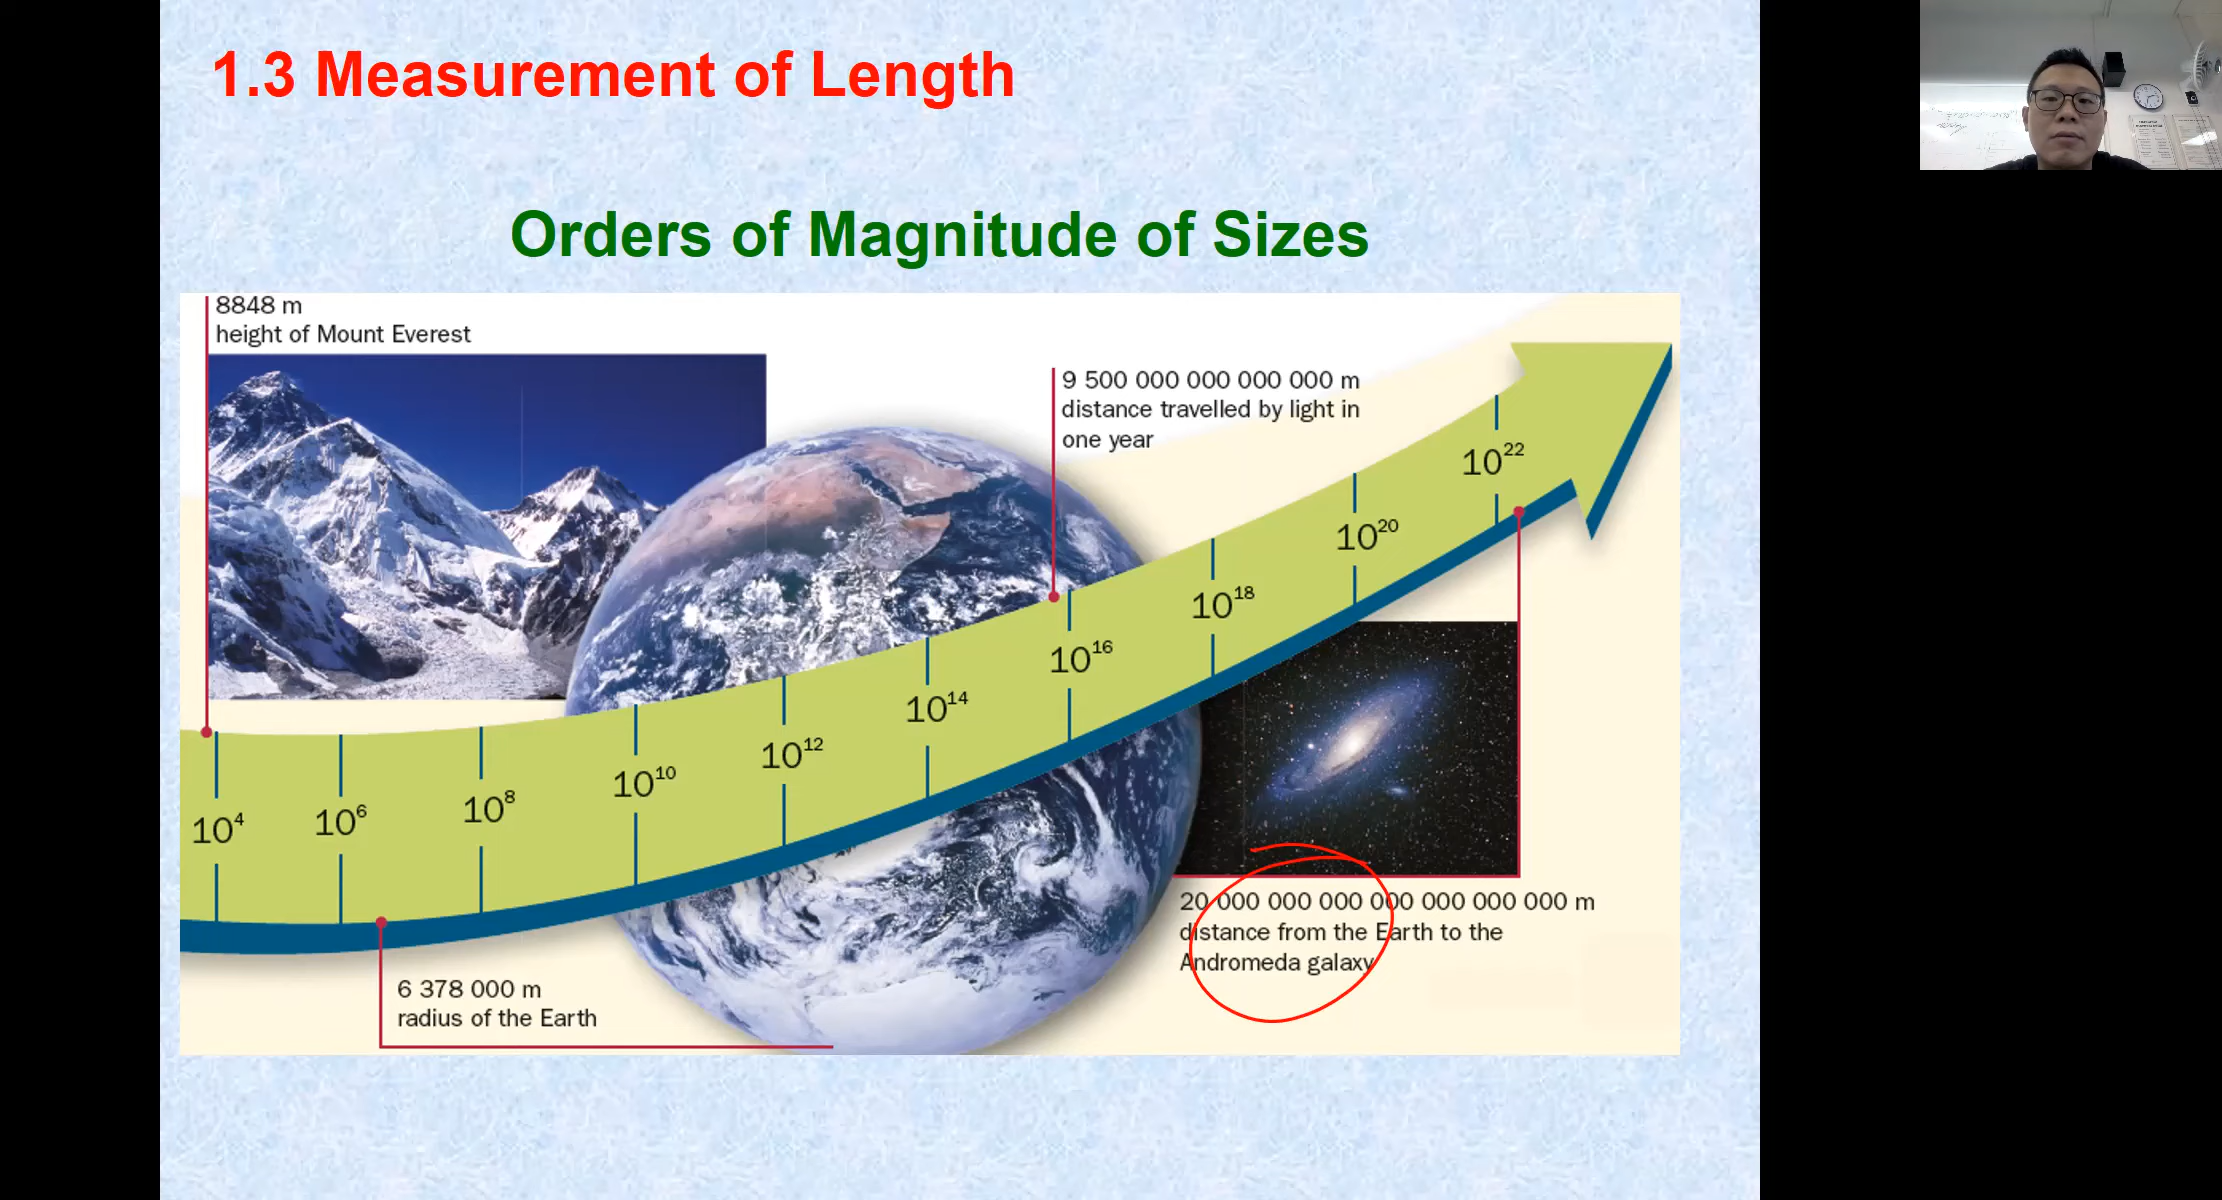 1.3 Measurement of Length
Orders of Magnitude of Sizes
8848 m
height of Mount Everest
9 500 000 000 000 000 m
distance travelled by light in
one year
10²²
10²⁰
10¹⁸
10¹⁶
10¹⁴
10¹²
10¹⁰
10⁸
10⁶
10⁴
20 000 000 000 000 000 000 000 m
distance from the Earth to the
Andromeda galaxy
6 378 000 m
radius of the Earth